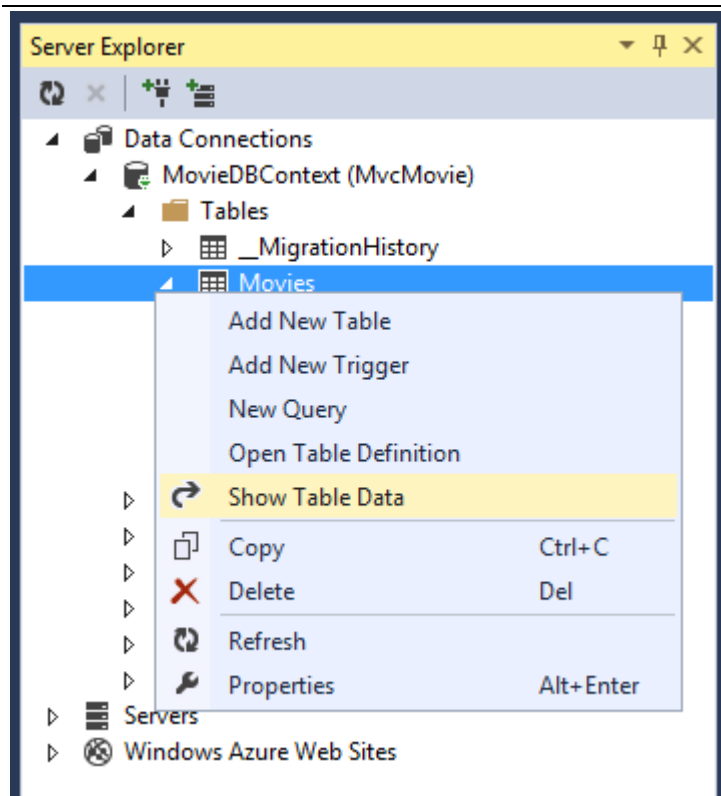 Server Explorer
Data Connections
MovieDBContext (MvcMovie)
Tables
__MigrationHistory
Movies
Add New Table
Add New Trigger
New Query
Open Table Definition
Show Table Data
Copy Ctrl+C
Delete Del
Refresh
Properties Alt+Enter
Servers
Windows Azure Web Sites